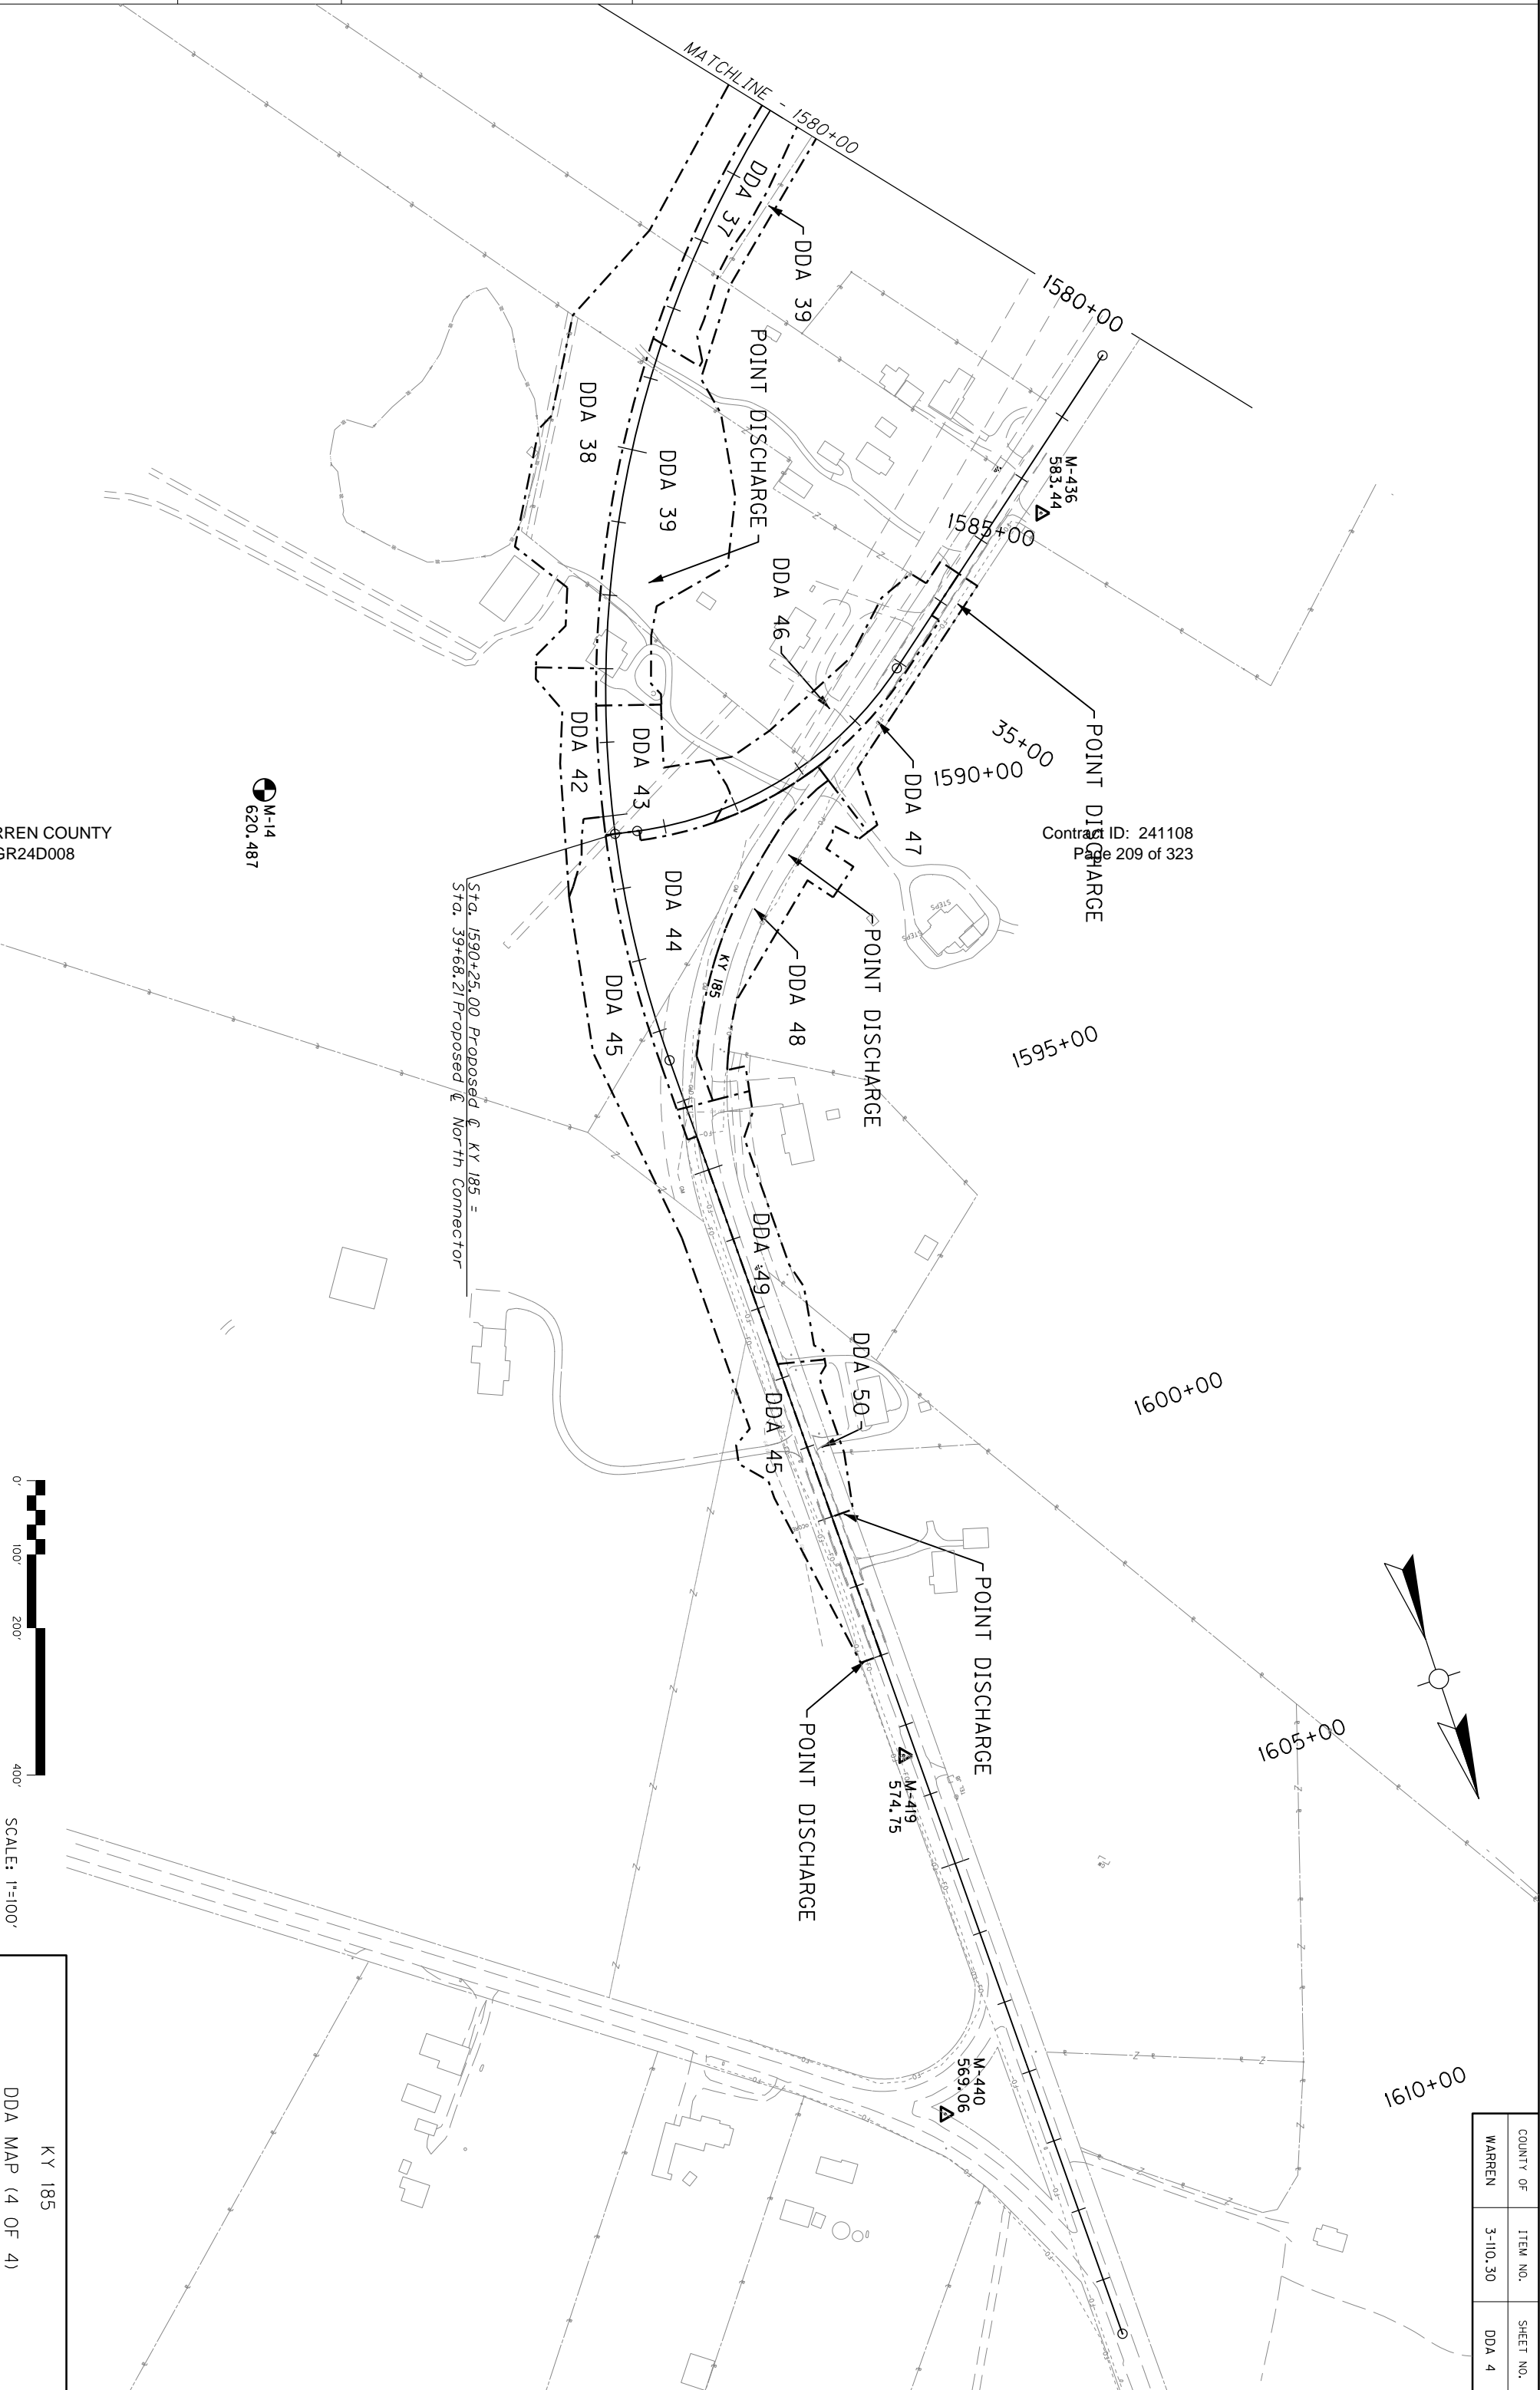 MATCHLINE - 1580+00
DDA 37
DDA 39
1580+00
POINT DISCHARGE
DDA 38
DDA 39
M-436
583.44
1585+00
DDA 46
35+00
POINT DISCHARGE
1590+00
DDA 47
DDA 42
DDA 43
M-14
620.487
RREN COUNTY
GR24D008
Contract ID: 241108
Page 209 of 323
DDA 44
STEPS
STEPS
Sta. 1590+25.00 Proposed ℄ KY 185 =
Sta. 39+68.21 Proposed ℄ North Connector
POINT DISCHARGE
KY 185
DDA 48
DDA 45
1595+00
DDA 49
DDA 50
DDA 45
1600+00
POINT DISCHARGE
POINT DISCHARGE
1605+00
M-419
574.75
0'
100'
200'
400'
SCALE: 1"=100'
M-440
569.06
1610+00
COUNTY OF
ITEM NO.
SHEET NO.
WARREN
3-110.30
DDA 4
KY 185
DDA MAP (4 OF 4)